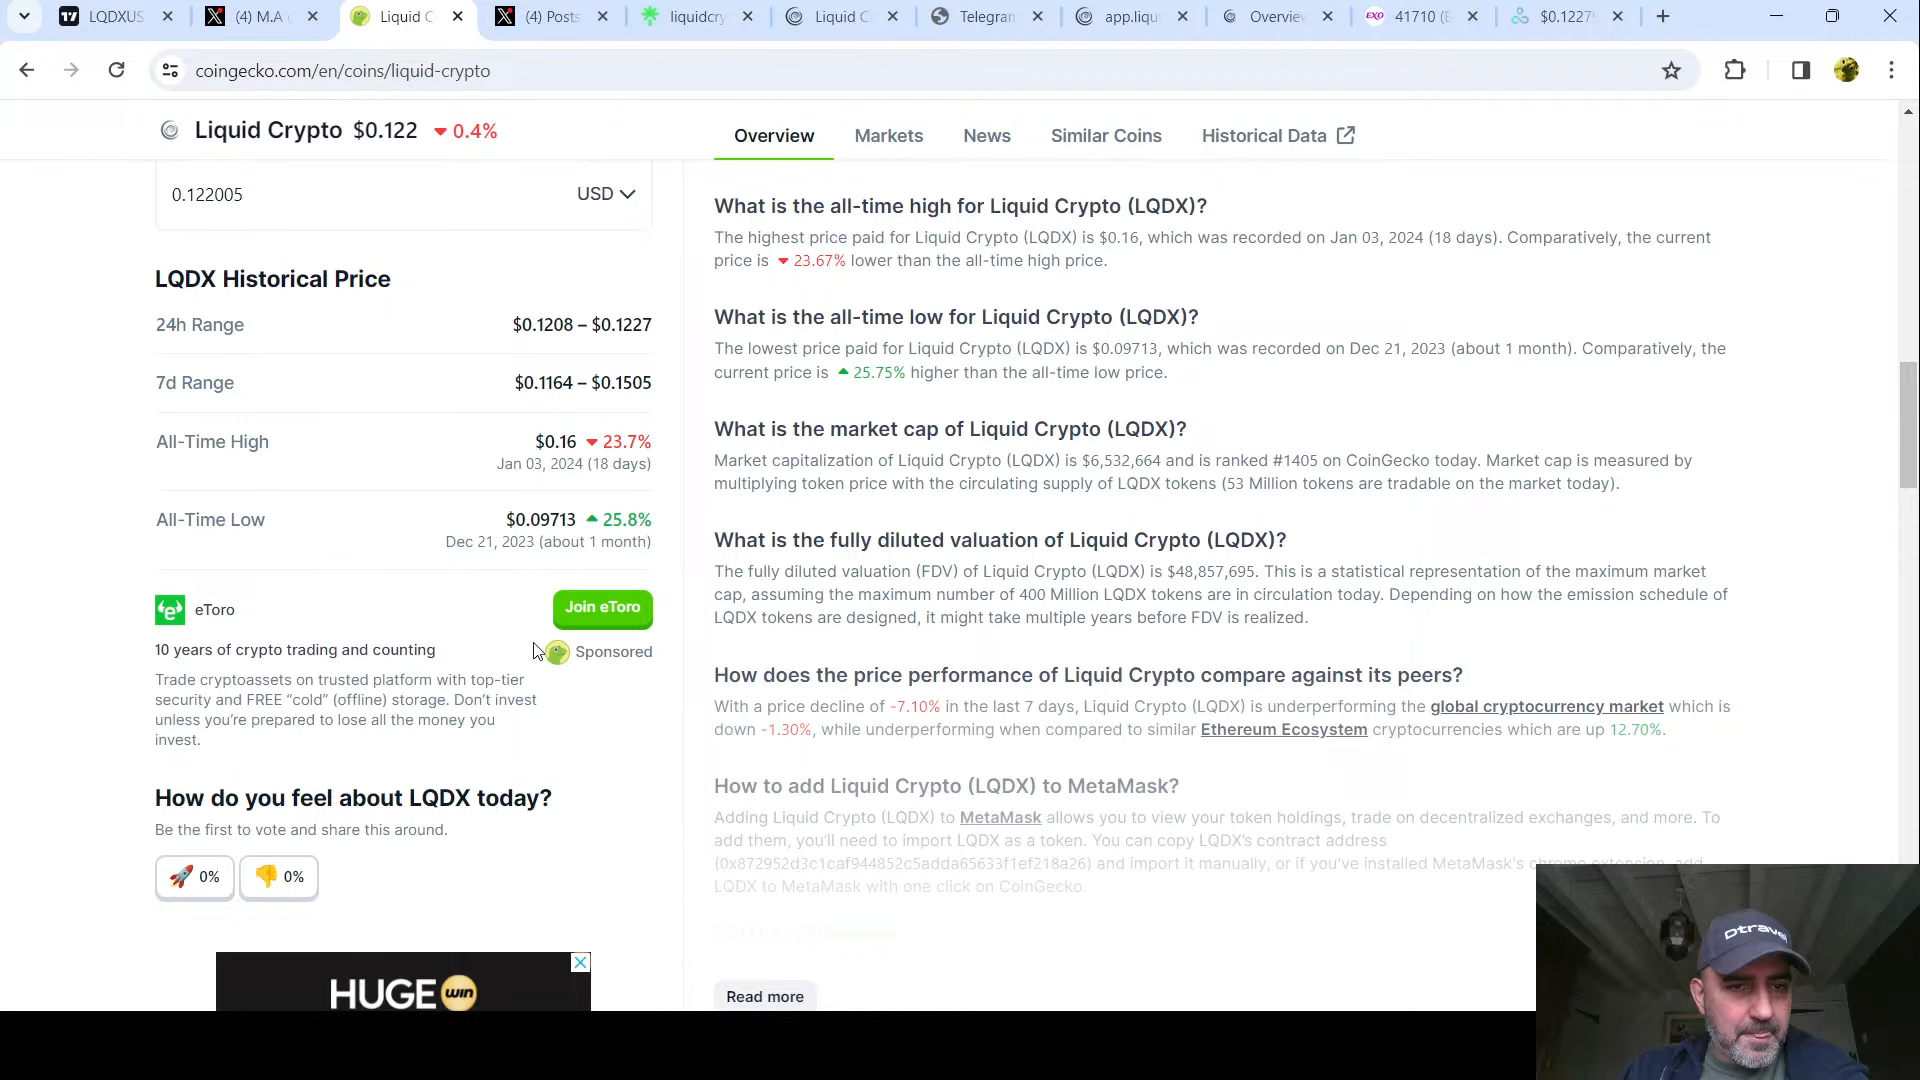 LQDXUS
(4) M.A
Liquid C
(4) Posts
liquidcry
Liquid C
Telegran
app.liqu
Overvie
EXO 41710 (E
$0.1227
coingecko.com/en/coins/liquid-crypto
Liquid Crypto $0.122 0.4%
Overview Markets News Similar Coins Historical Data
0.122005 USD
LQDX Historical Price
24h Range $0.1208 – $0.1227
7d Range $0.1164 – $0.1505
All-Time High $0.16 23.7%
Jan 03, 2024 (18 days)
All-Time Low $0.09713 25.8%
Dec 21, 2023 (about 1 month)
eToro Join eToro
10 years of crypto trading and counting
Sponsored
Trade cryptoassets on trusted platform with top-tier
security and FREE “cold” (offline) storage. Don’t invest
unless you’re prepared to lose all the money you
invest.
How do you feel about LQDX today?
Be the first to vote and share this around.
0% 0%
HUGE win
What is the all-time high for Liquid Crypto (LQDX)?
The highest price paid for Liquid Crypto (LQDX) is $0.16, which was recorded on Jan 03, 2024 (18 days). Comparatively, the current
price is 23.67% lower than the all-time high price.
What is the all-time low for Liquid Crypto (LQDX)?
The lowest price paid for Liquid Crypto (LQDX) is $0.09713, which was recorded on Dec 21, 2023 (about 1 month). Comparatively, the
current price is 25.75% higher than the all-time low price.
What is the market cap of Liquid Crypto (LQDX)?
Market capitalization of Liquid Crypto (LQDX) is $6,532,664 and is ranked #1405 on CoinGecko today. Market cap is measured by
multiplying token price with the circulating supply of LQDX tokens (53 Million tokens are tradable on the market today).
What is the fully diluted valuation of Liquid Crypto (LQDX)?
The fully diluted valuation (FDV) of Liquid Crypto (LQDX) is $48,857,695. This is a statistical representation of the maximum market
cap, assuming the maximum number of 400 Million LQDX tokens are in circulation today. Depending on how the emission schedule of
LQDX tokens are designed, it might take multiple years before FDV is realized.
How does the price performance of Liquid Crypto compare against its peers?
With a price decline of -7.10% in the last 7 days, Liquid Crypto (LQDX) is underperforming the global cryptocurrency market which is
down -1.30%, while underperforming when compared to similar Ethereum Ecosystem cryptocurrencies which are up 12.70%.
How to add Liquid Crypto (LQDX) to MetaMask?
Adding Liquid Crypto (LQDX) to MetaMask allows you to view your token holdings, trade on decentralized exchanges, and more. To
add them, you’ll need to import LQDX as a token. You can copy LQDX’s contract address
(0x872952d3c1caf944852c5adda65633f1ef218a26) and import it manually, or if you've installed MetaMask's chrome extension, add
LQDX to MetaMask with one click on CoinGecko.
Read more
Dtravel